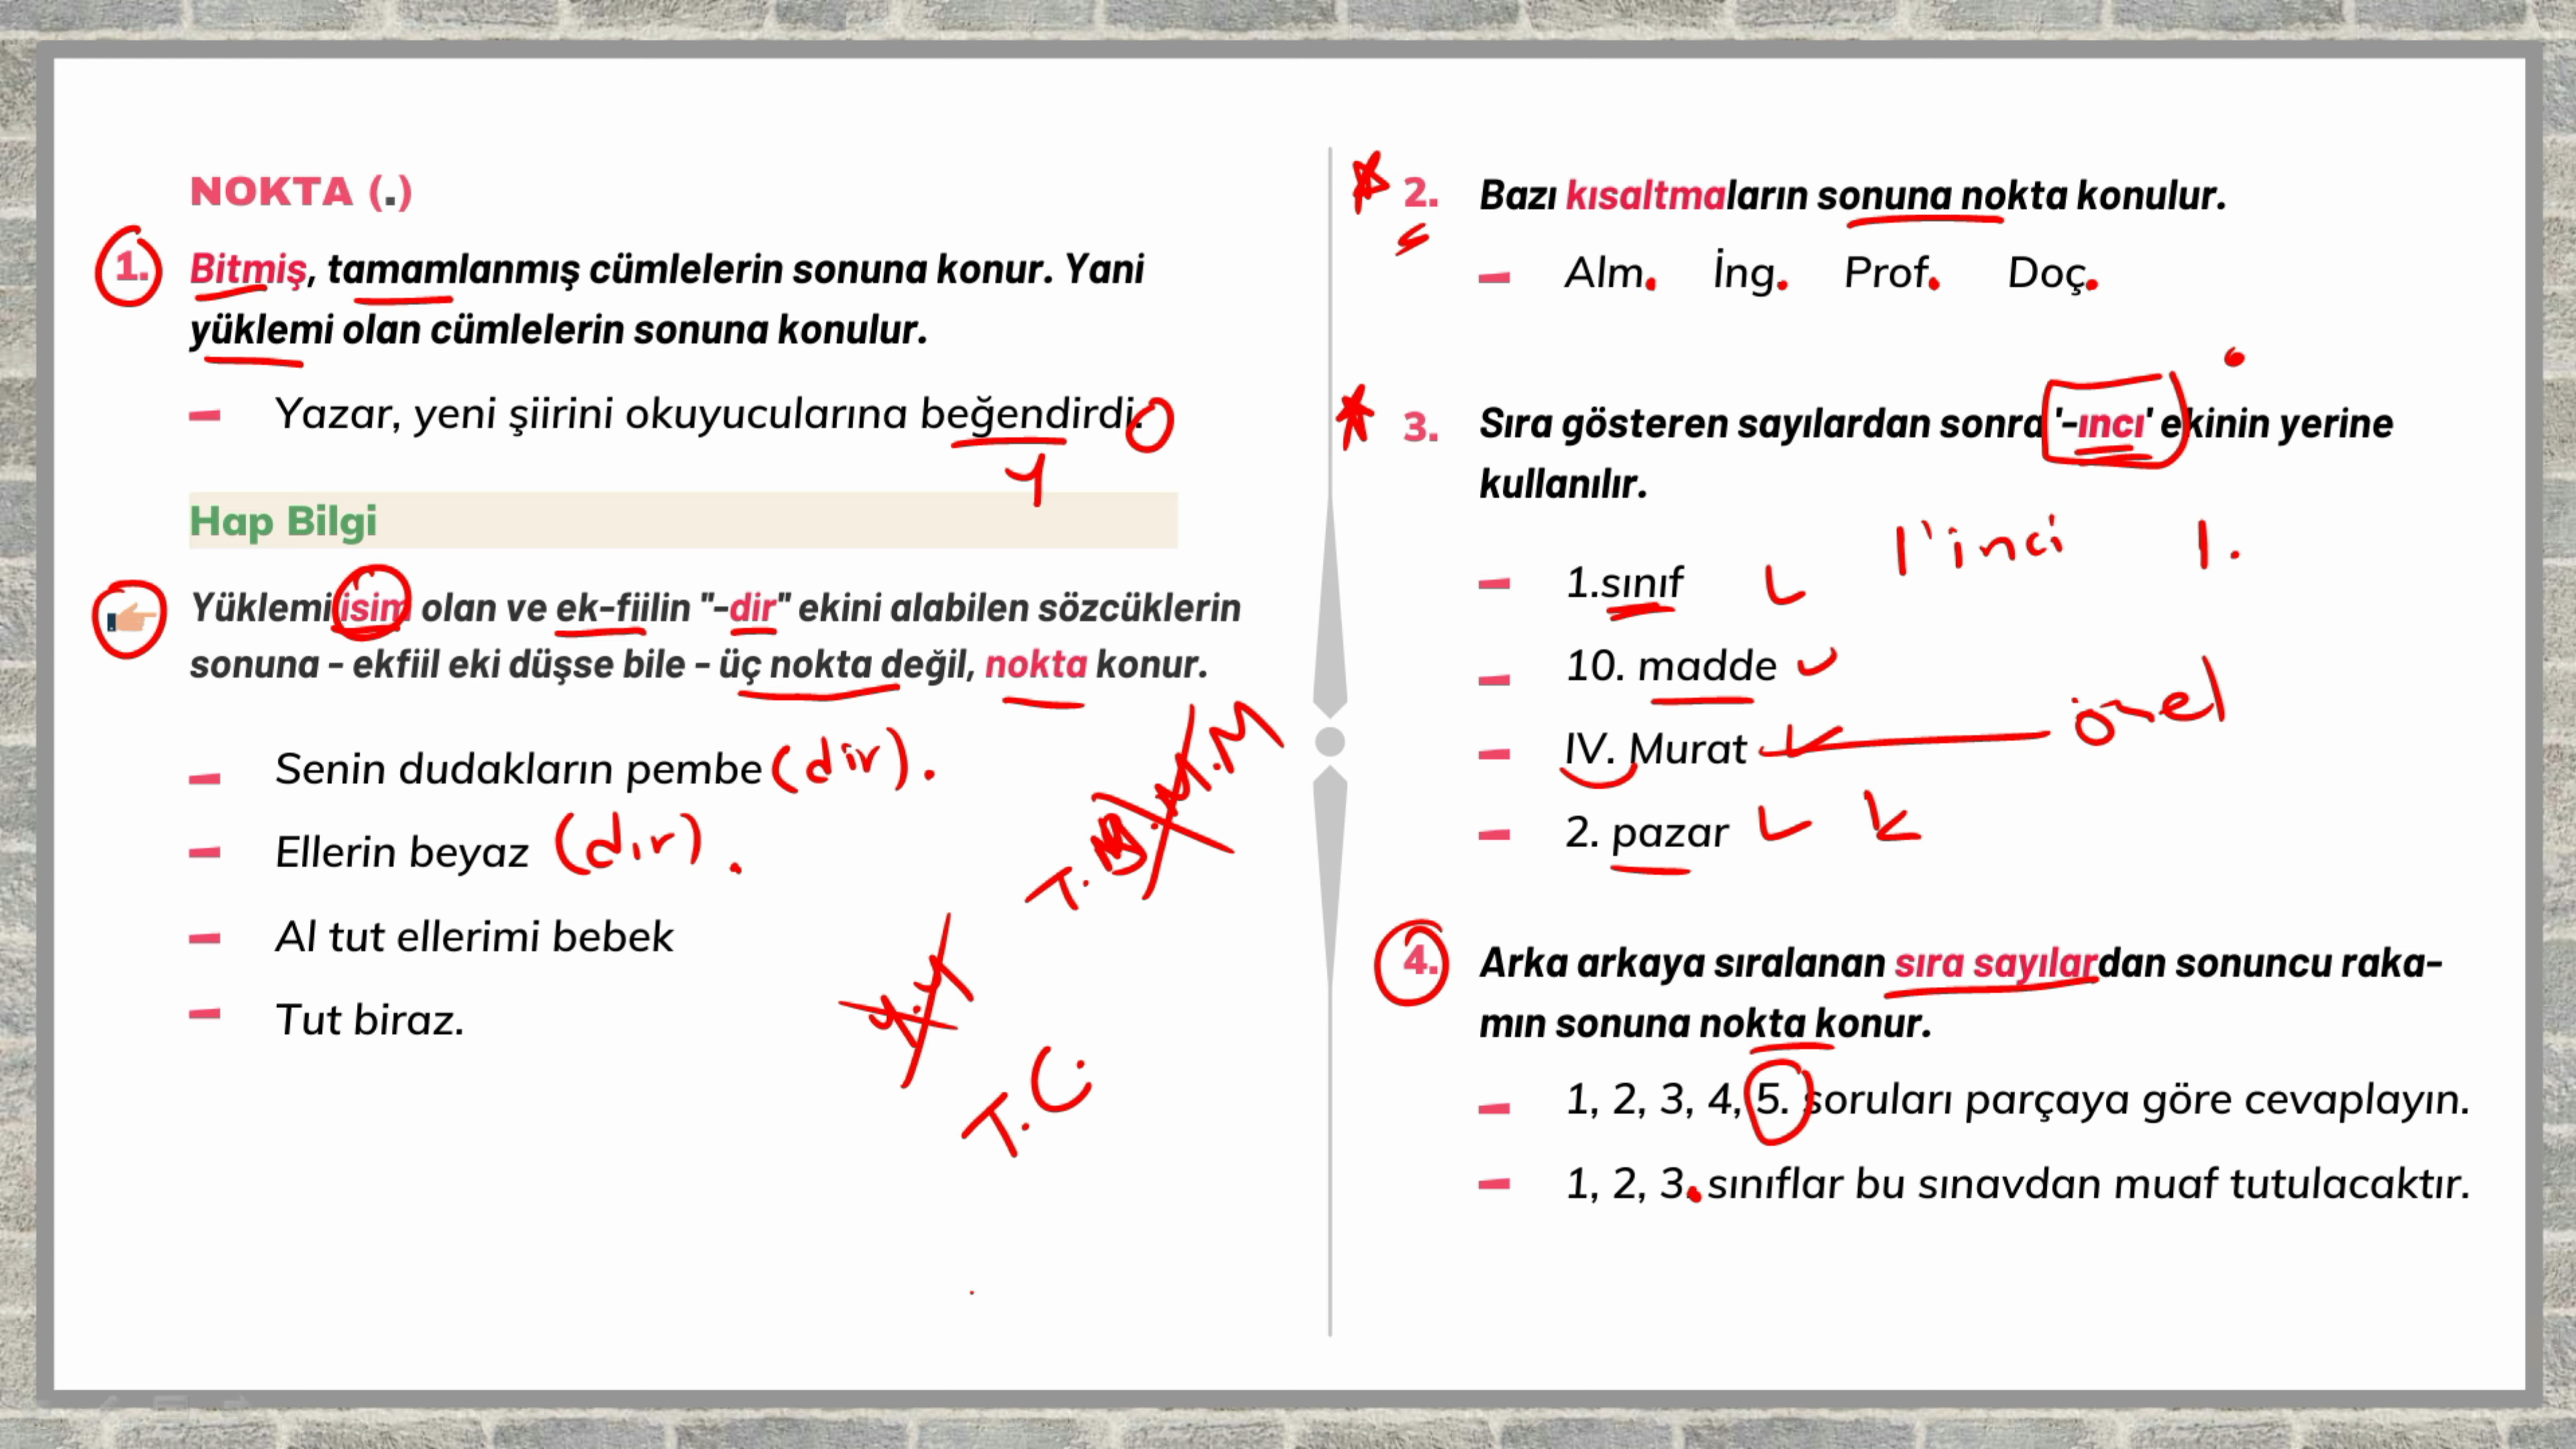 NOKTA (.)
1. Bitmiş, tamamlanmış cümlelerin sonuna konur. Yani
yüklemi olan cümlelerin sonuna konulur.
Yazar, yeni şiirini okuyucularına beğendirdi.
Y
Hap Bilgi
Yüklemi isim olan ve ek-fiilin "-dir" ekini alabilen sözcüklerin
sonuna - ekfiil eki düşse bile - üç nokta değil, nokta konur.
Senin dudakların pembe (dir).
Ellerin beyaz (dır).
Al tut ellerimi bebek
Tut biraz.
T.C
2. Bazı kısaltmaların sonuna nokta konulur.
Alm. İng. Prof. Doç.
3. Sıra gösteren sayılardan sonra '-ıncı' ekinin yerine
kullanılır.
1'inci 1.
1.sınıf
10. madde
IV. Murat özel
2. pazar
4. Arka arkaya sıralanan sıra sayılardan sonuncu raka-
mın sonuna nokta konur.
1, 2, 3, 4, 5. soruları parçaya göre cevaplayın.
1, 2, 3. sınıflar bu sınavdan muaf tutulacaktır.